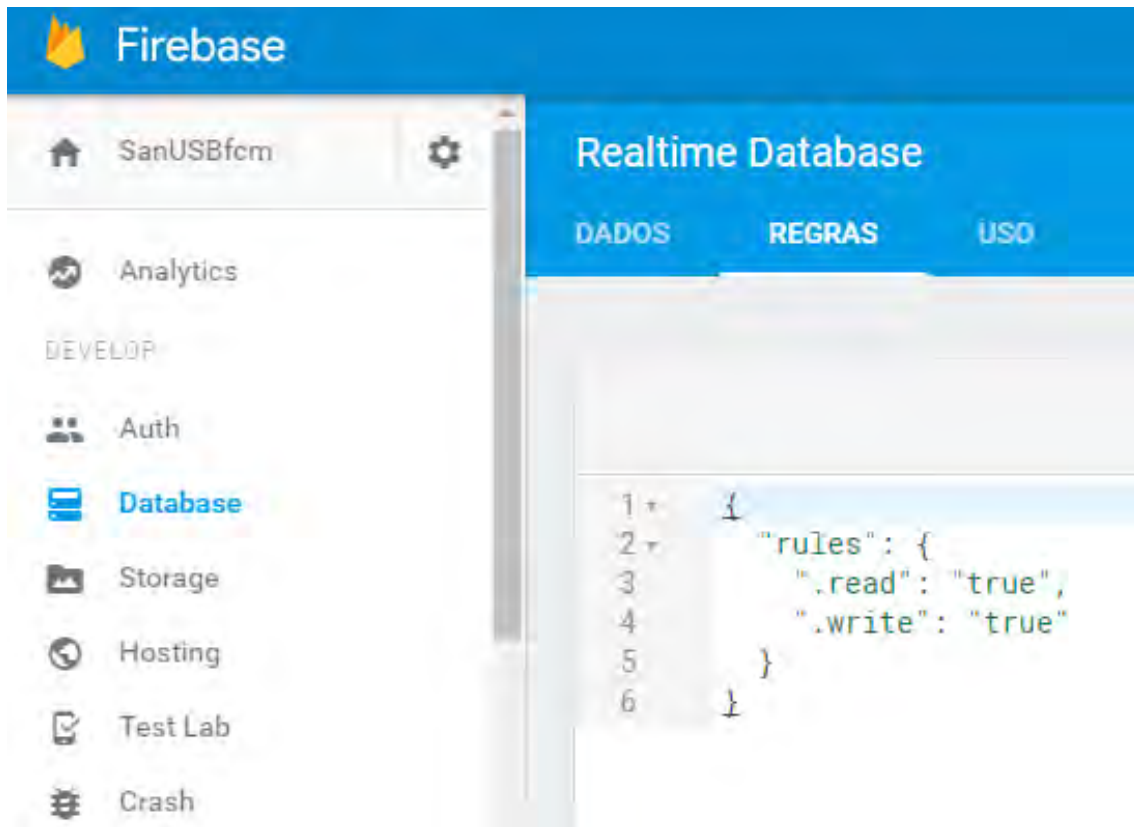 Firebase
SanUSBfcm
Analytics
DEVELOP
Auth
Database
Storage
Hosting
Test Lab
Crash
Realtime Database
DADOS REGRAS USO
1 {
2 "rules": {
3 ".read": "true",
4 ".write": "true"
5 }
6 }